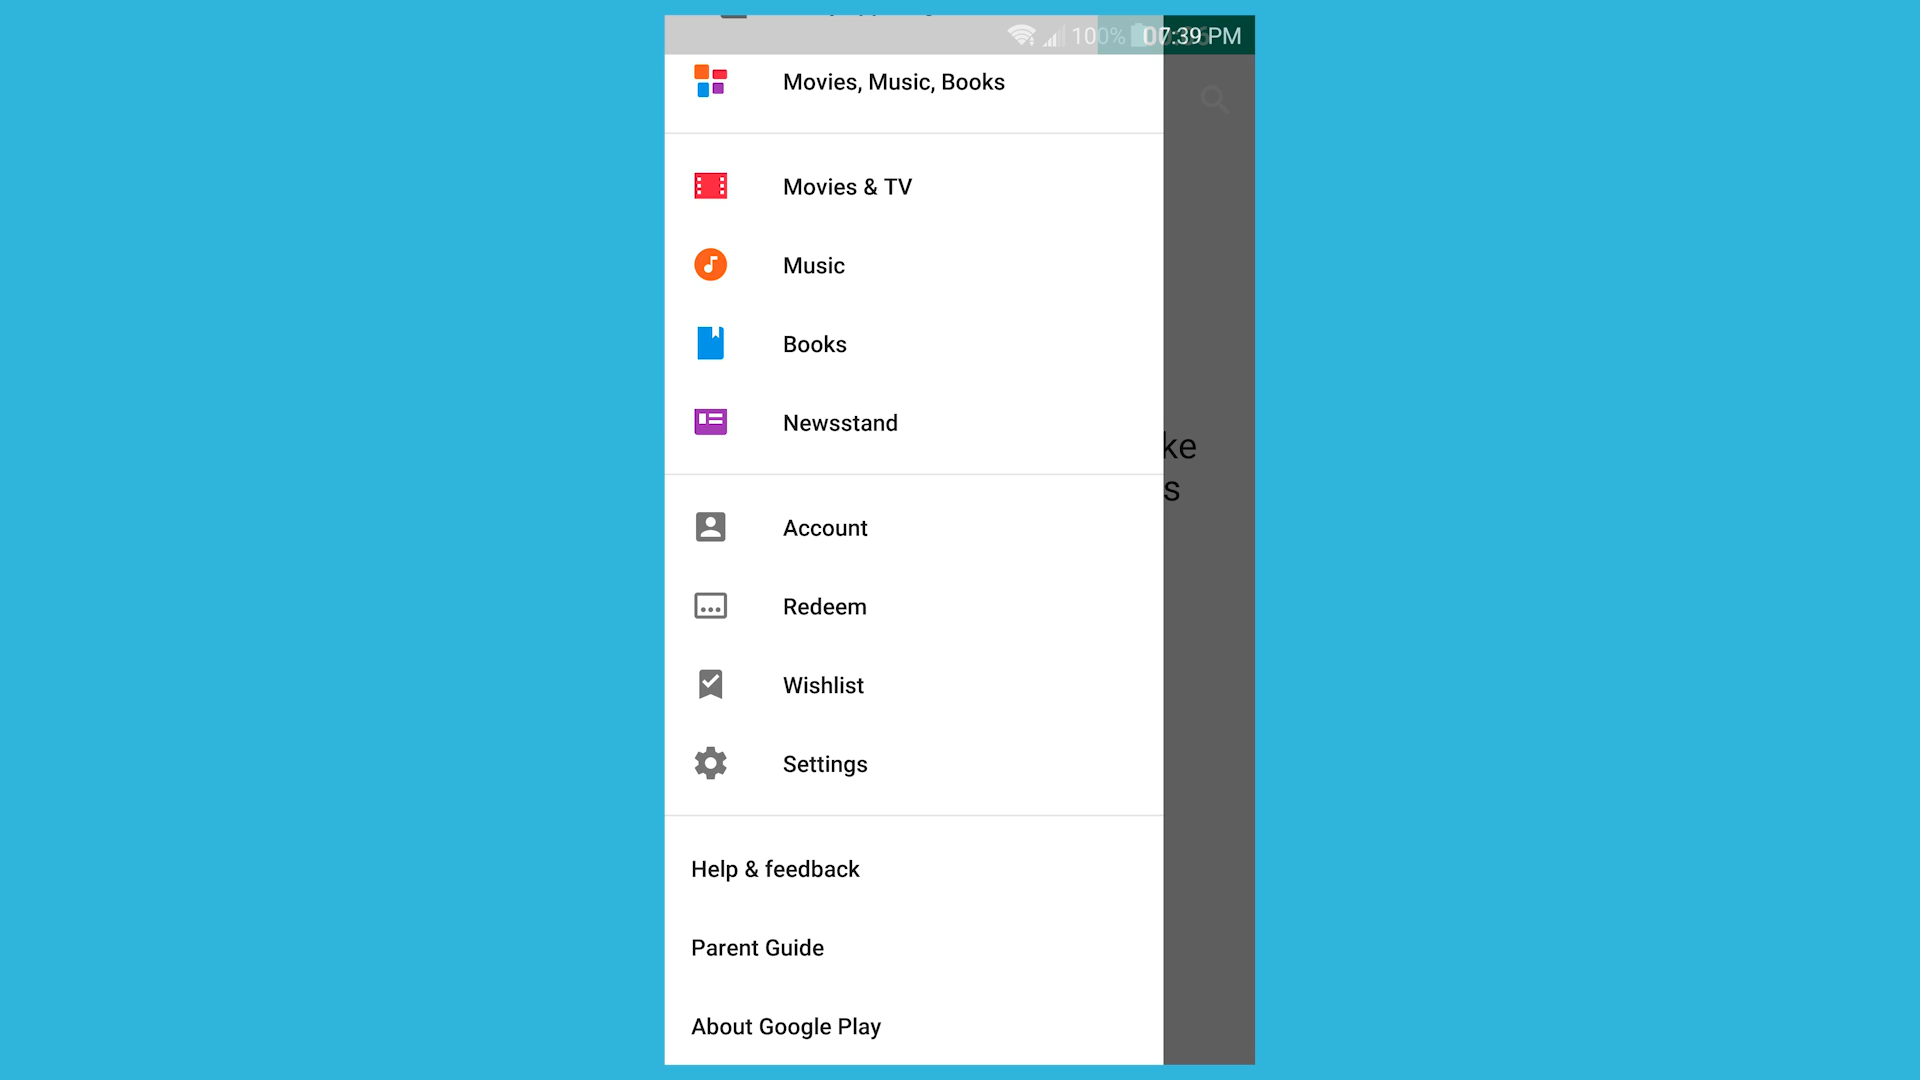 100% 07:39 PM
Movies, Music, Books
Movies & TV
Music
Books
Newsstand
ke
s
Account
Redeem
Wishlist
Settings
Help & feedback
Parent Guide
About Google Play